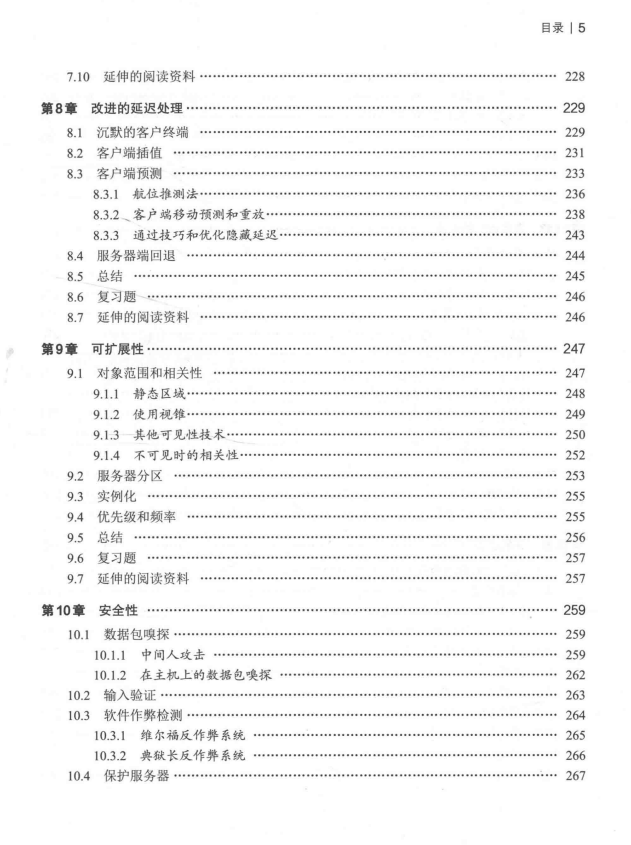 目录 | 5
7.10 延伸的阅读资料 …… 228
第8章 改进的延迟处理 …… 229
8.1 沉默的客户终端 …… 229
8.2 客户端插值 …… 231
8.3 客户端预测 …… 233
8.3.1 航位推测法 …… 236
8.3.2 客户端移动预测和重放 …… 238
8.3.3 通过技巧和优化隐藏延迟 …… 243
8.4 服务器端回退 …… 244
8.5 总结 …… 245
8.6 复习题 …… 246
8.7 延伸的阅读资料 …… 246
第9章 可扩展性 …… 247
9.1 对象范围和相关性 …… 247
9.1.1 静态区域 …… 248
9.1.2 使用视锥 …… 249
9.1.3 其他可见性技术 …… 250
9.1.4 不可见时的相关性 …… 252
9.2 服务器分区 …… 253
9.3 实例化 …… 255
9.4 优先级和频率 …… 255
9.5 总结 …… 256
9.6 复习题 …… 257
9.7 延伸的阅读资料 …… 257
第10章 安全性 …… 259
10.1 数据包嗅探 …… 259
10.1.1 中间人攻击 …… 259
10.1.2 在主机上的数据包嗅探 …… 262
10.2 输入验证 …… 263
10.3 软件作弊检测 …… 264
10.3.1 维尔福反作弊系统 …… 265
10.3.2 典狱长反作弊系统 …… 266
10.4 保护服务器 …… 267